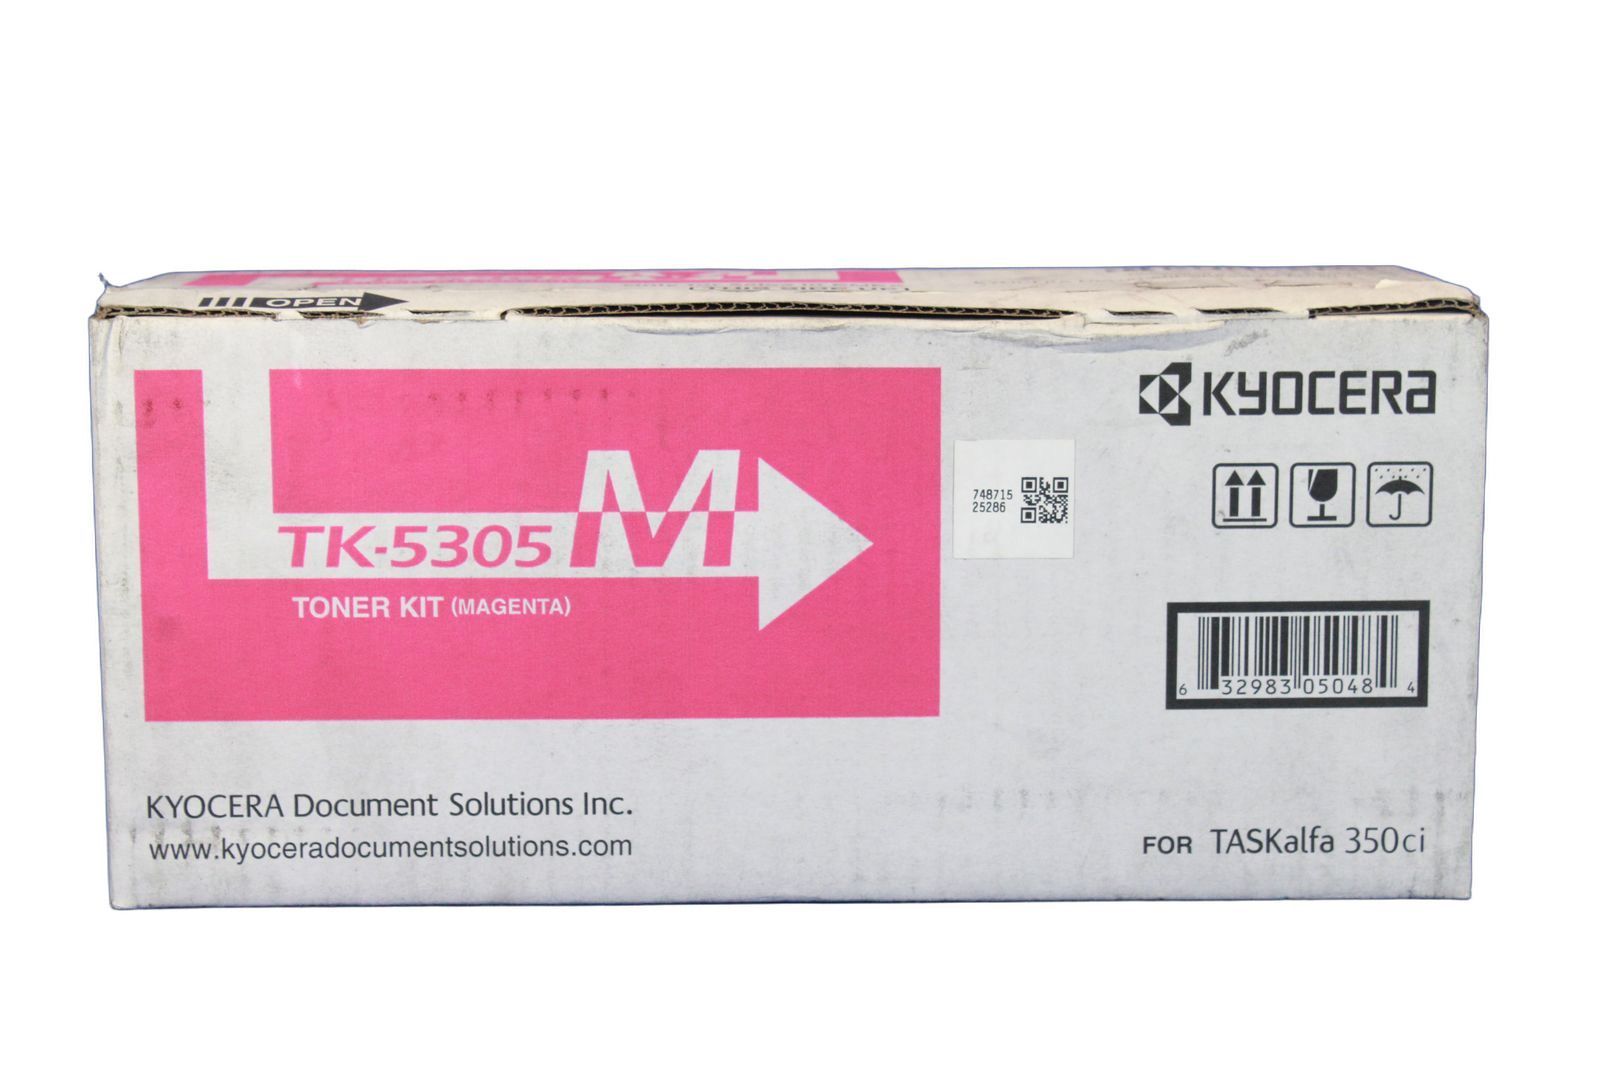 OPEN
KYOCERA
TK-5305 M
TONER KIT (MAGENTA)
748715
25286
6 32983 05048 4
KYOCERA Document Solutions Inc.
www.kyoceradocumentsolutions.com
FOR TASKalfa 350ci